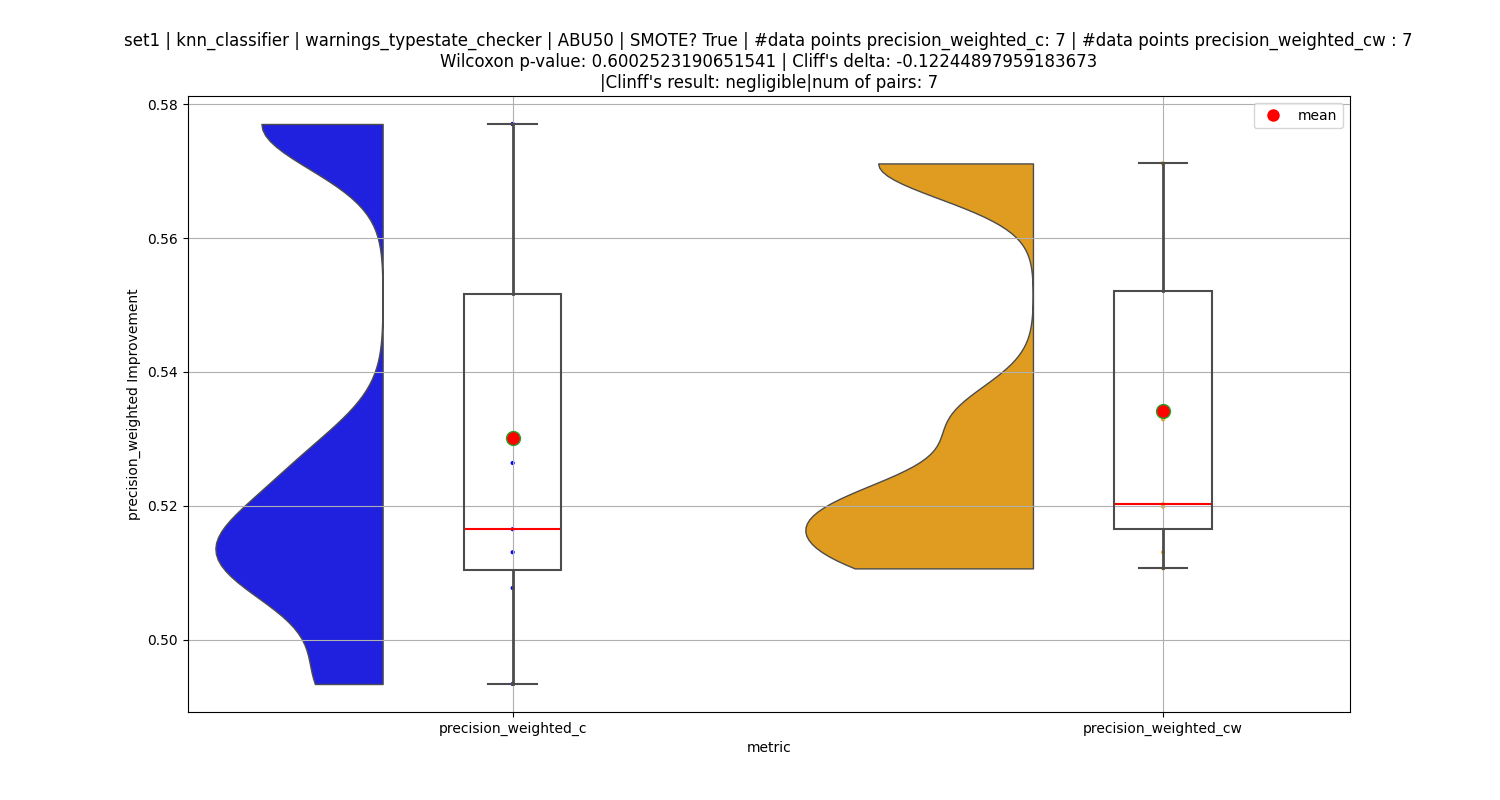 set1 | knn_classifier | warnings_typestate_checker | ABU50 | SMOTE? True | #data points precision_weighted_c: 7 | #data points precision_weighted_cw : 7
Wilcoxon p-value: 0.6002523190651541 | Cliff's delta: -0.12244897959183673
|Clinff's result: negligible|num of pairs: 7
mean
0.58
0.56
0.54
0.52
0.50
precision_weighted Improvement
precision_weighted_c
precision_weighted_cw
metric